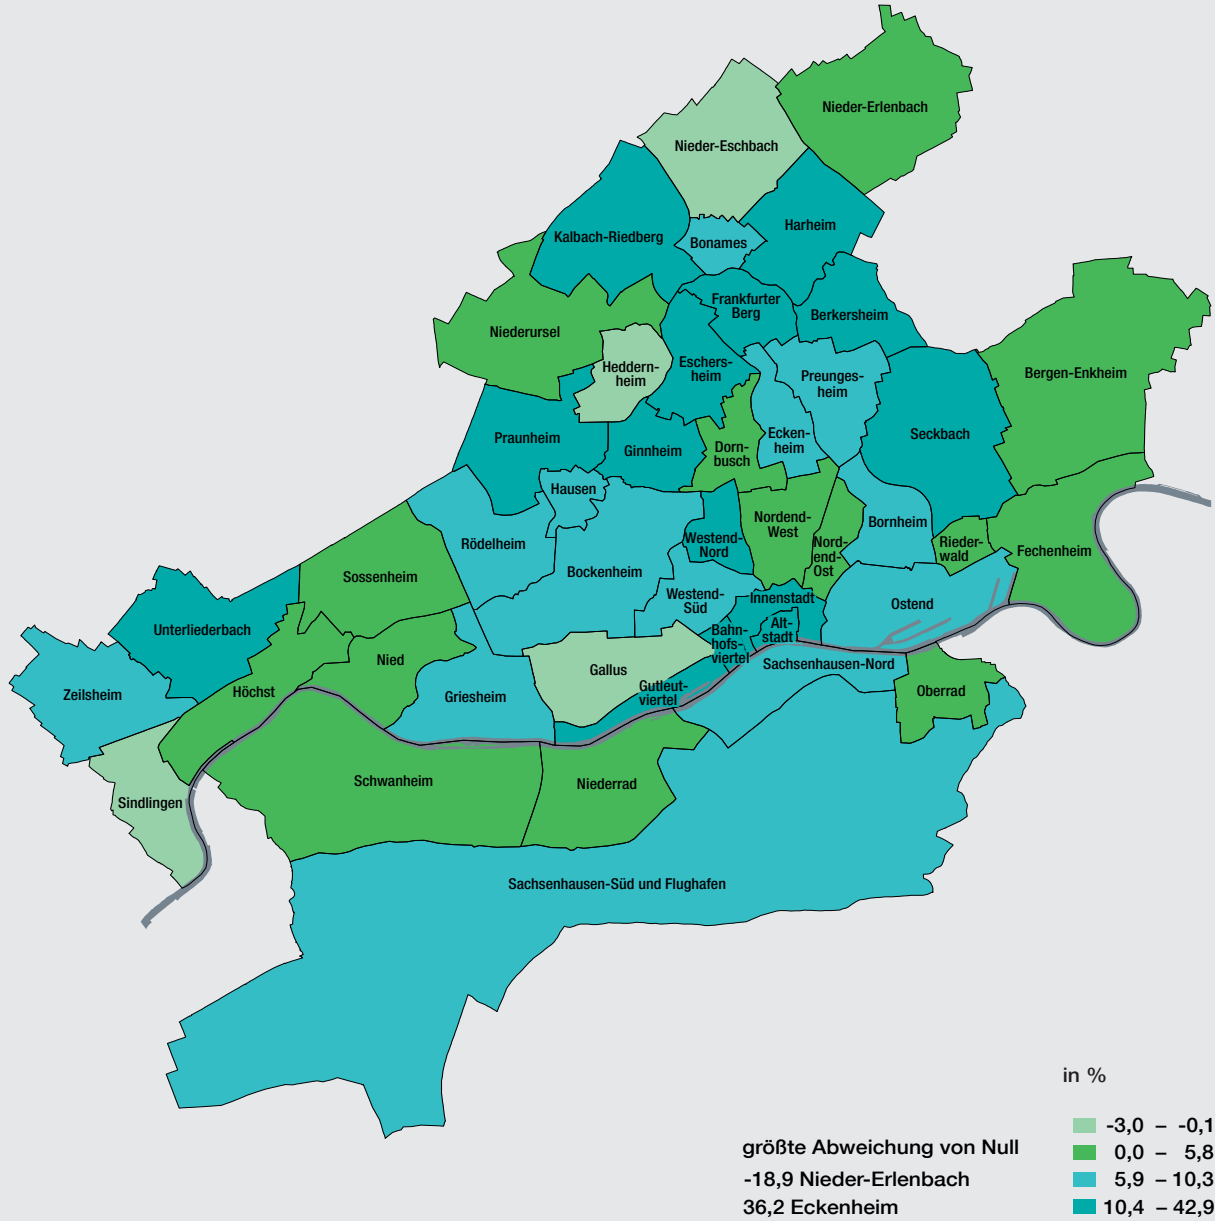 Nieder-Erlenbach
Nieder-Eschbach
Harheim
Kalbach-Riedberg
Bonames
Frankfurter
Berg
Berkersheim
Niederursel
Heddern-
heim
Eschers-
heim
Preunges-
heim
Bergen-Enkheim
Praunheim
Ginnheim
Dorn-
busch
Ecken-
heim
Seckbach
Hausen
Rödelheim
Bockenheim
Westend-
Nord
Nordend-
West
Nord-
end-
Ost
Bornheim
Rieder-
wald
Fechenheim
Sossenheim
Westend-
Süd
Innenstadt
Ostend
Unterliederbach
Alt-
stadt
Bahn-
hofs-
viertel
Nied
Gallus
Sachsenhausen-Nord
Zeilsheim
Höchst
Griesheim
Gutleut-
viertel
Oberrad
Sindlingen
Schwanheim
Niederrad
Sachsenhausen-Süd und Flughafen
in %
-3,0 – -0,1
0,0 – 5,8
5,9 – 10,3
10,4 – 42,9
größte Abweichung von Null
-18,9 Nieder-Erlenbach
36,2 Eckenheim